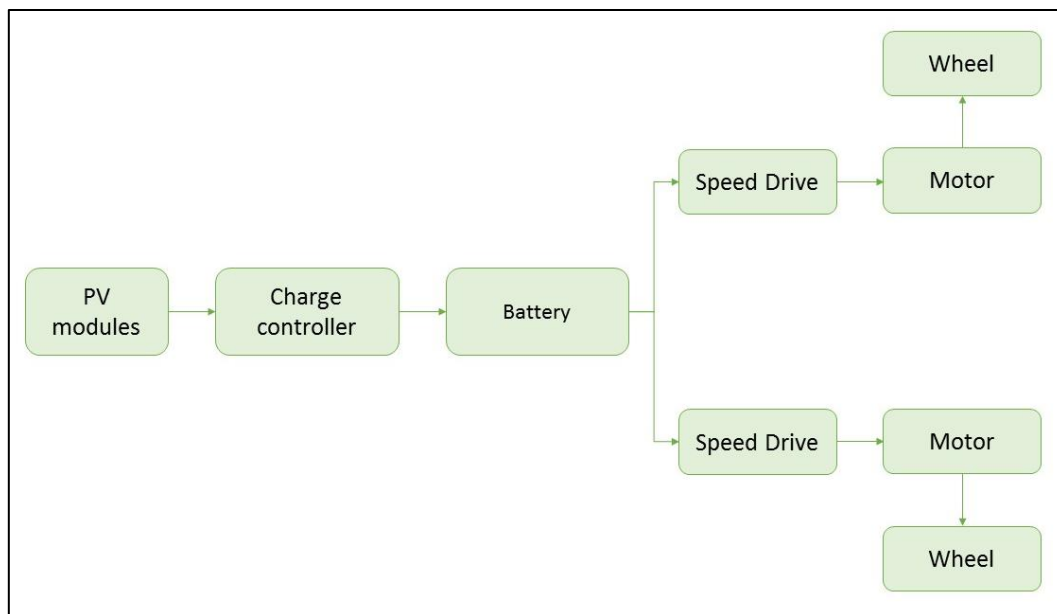 Wheel
Speed Drive
Motor
PV
modules
Charge
controller
Battery
Speed Drive
Motor
Wheel